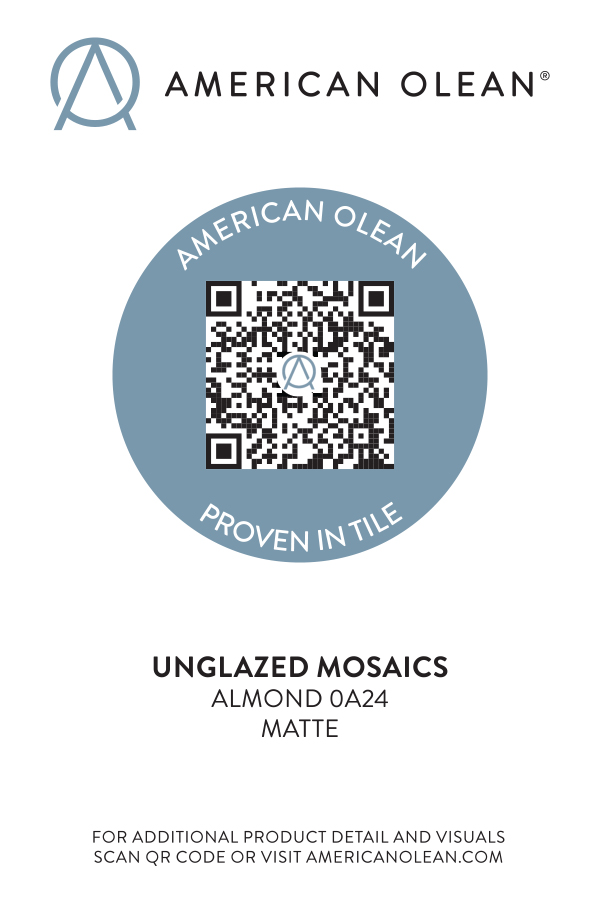 AMERICAN OLEAN®
AMERICAN OLEAN
PROVEN IN TILE
UNGLAZED MOSAICS
ALMOND 0A24
MATTE
FOR ADDITIONAL PRODUCT DETAIL AND VISUALS
SCAN QR CODE OR VISIT AMERICANOLEAN.COM